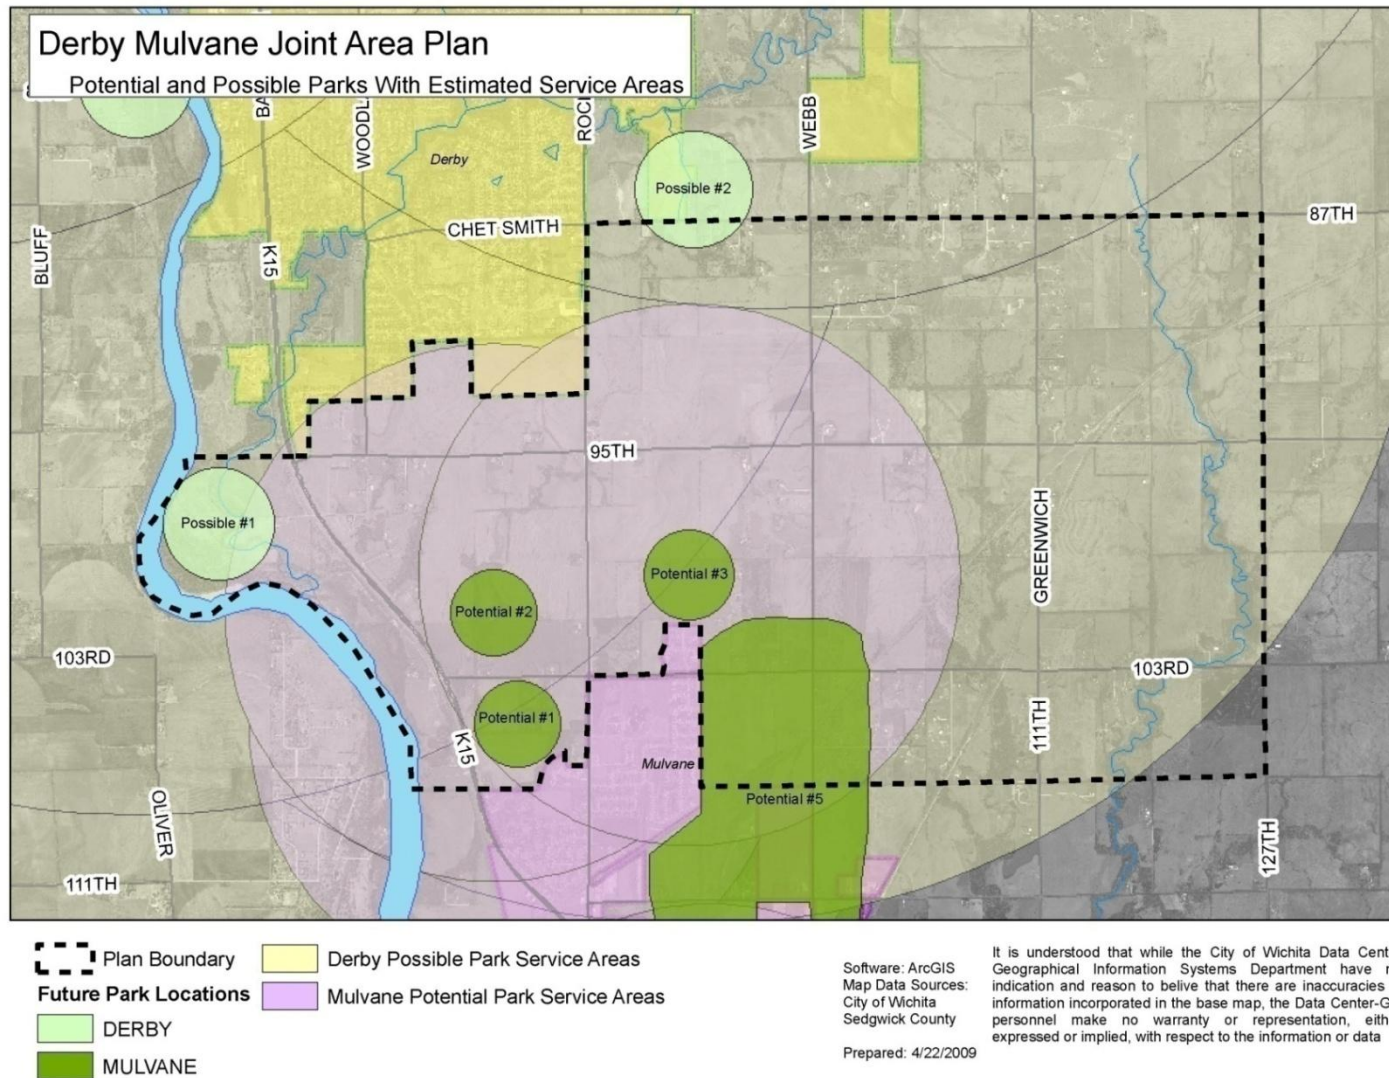 Derby Mulvane Joint Area Plan
Potential and Possible Parks With Estimated Service Areas
WEBB
Derby
Possible #2
CHET SMITH
87TH
K15
BLUFF
95TH
GREENWICH
Possible #1
Potential #3
Potential #2
103RD
103RD
Potential #1
111TH
K15
Mulvane
Potential #5
OLIVER
127TH
111TH
Plan Boundary
Future Park Locations
DERBY
MULVANE
Derby Possible Park Service Areas
Mulvane Potential Park Service Areas
Software: ArcGIS
Map Data Sources:
City of Wichita
Sedgwick County
Prepared: 4/22/2009
It is understood that while the City of Wichita Data Cent
Geographical Information Systems Department have
indication and reason to belive that there are inaccuracies
information incorporated in the base map, the Data Center-G
personnel make no warranty or representation, eith
expressed or implied, with respect to the information or data